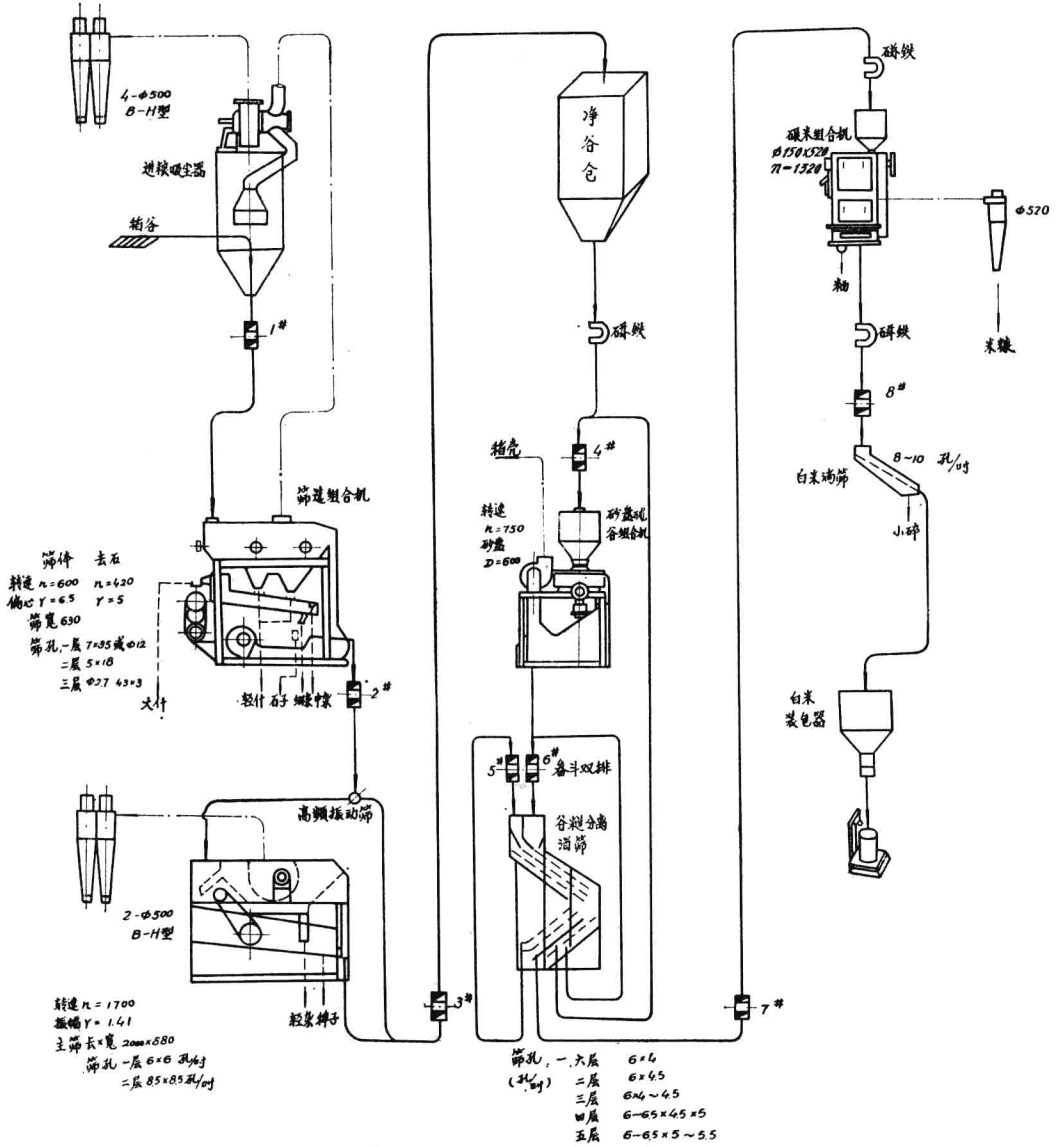 4-Φ500
B-H型
进接吸尘器
稻谷
1#
筛选组合机
筛体 去石
转速 n=600 n=420
偏心 r=6.5 r=5
筛宽 630
筛孔,一层 7×35或Φ12
二层 5×18
三层 Φ2.7 43×3
大什
轻什
石子
细杂
中杂
2#
高频振动筛
2-Φ500
B-H型
转速 n=1700
振幅 r=1.41
主筛长×宽 2000×580
筛孔 一层 6×6 孔/吋
二层 8.5×8.5 孔/吋
轻杂
稗子
3#
净谷仓
磁铁
4#
稻壳
转速
n=750
砂盘
D=600
砂盘砻
谷组合机
5#
6#
备斗双排
谷糙分离
溜筛
筛孔,
(孔/吋)
一.六层 6×4
二层 6×4.5
三层 6×4~4.5
四层 6~6.5×4.5×5
五层 6~6.5×5~5.5
7#
磁铁
碾米组合机
Φ150×520
n=1320
Φ520
米糠
磁铁
8#
8~10 孔/吋
白米溜筛
小碎
白米
装包器